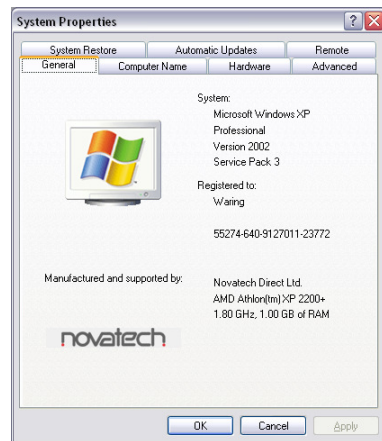 System Properties
System Restore
Automatic Updates
Remote
General
Computer Name
Hardware
Advanced
System:
Microsoft Windows XP
Professional
Version 2002
Service Pack 3
Registered to:
Waring
55274-640-9127011-23772
Manufactured and supported by:
Novatech Direct Ltd.
AMD Athlon(tm) XP 2200+
1.80 GHz, 1.00 GB of RAM
novatech
OK
Cancel
Apply